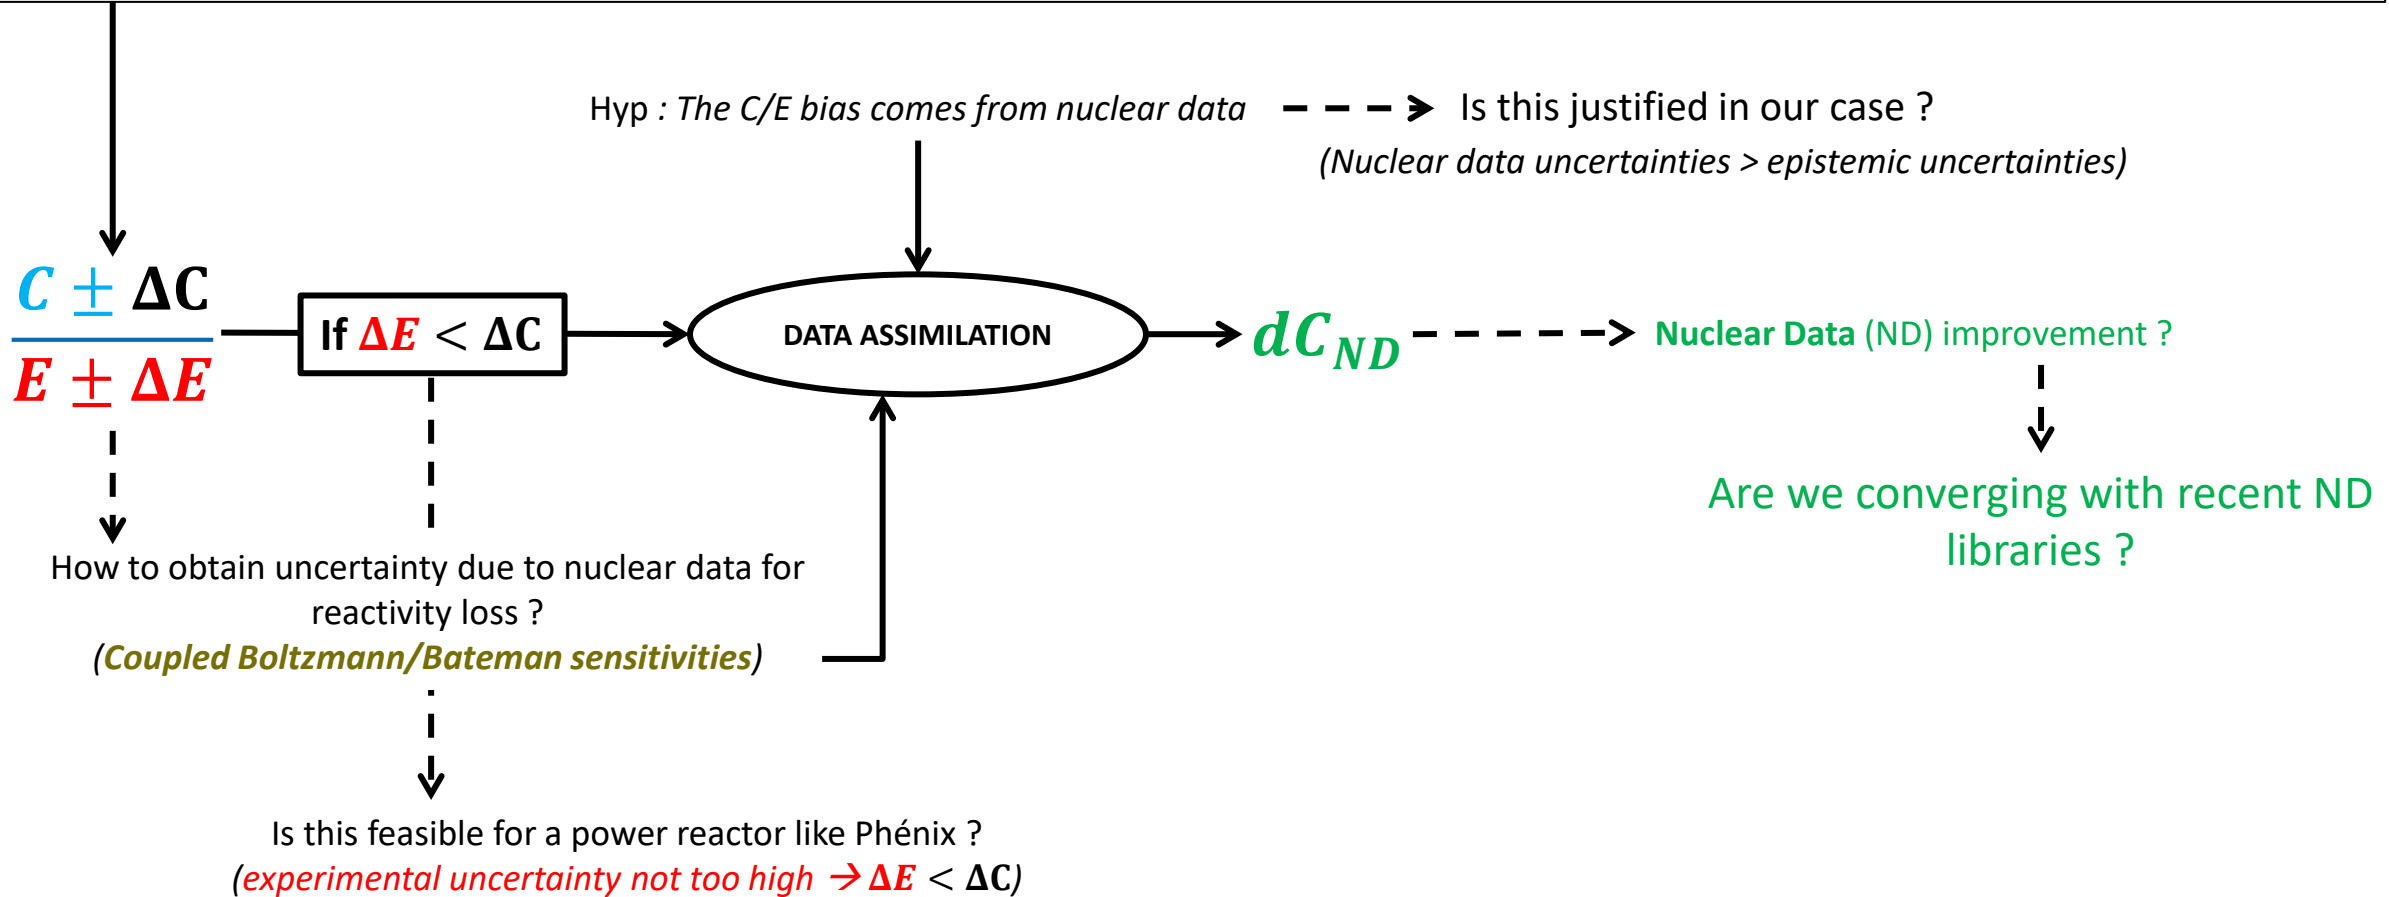 Hyp : The C/E bias comes from nuclear data
Is this justified in our case ?
(Nuclear data uncertainties > epistemic uncertainties)
C ± ΔC
E ± ΔE
If ΔE < ΔC
DATA ASSIMILATION
dC_ND
Nuclear Data (ND) improvement ?
Are we converging with recent ND
libraries ?
How to obtain uncertainty due to nuclear data for
reactivity loss ?
(Coupled Boltzmann/Bateman sensitivities)
Is this feasible for a power reactor like Phénix ?
(experimental uncertainty not too high → ΔE < ΔC)